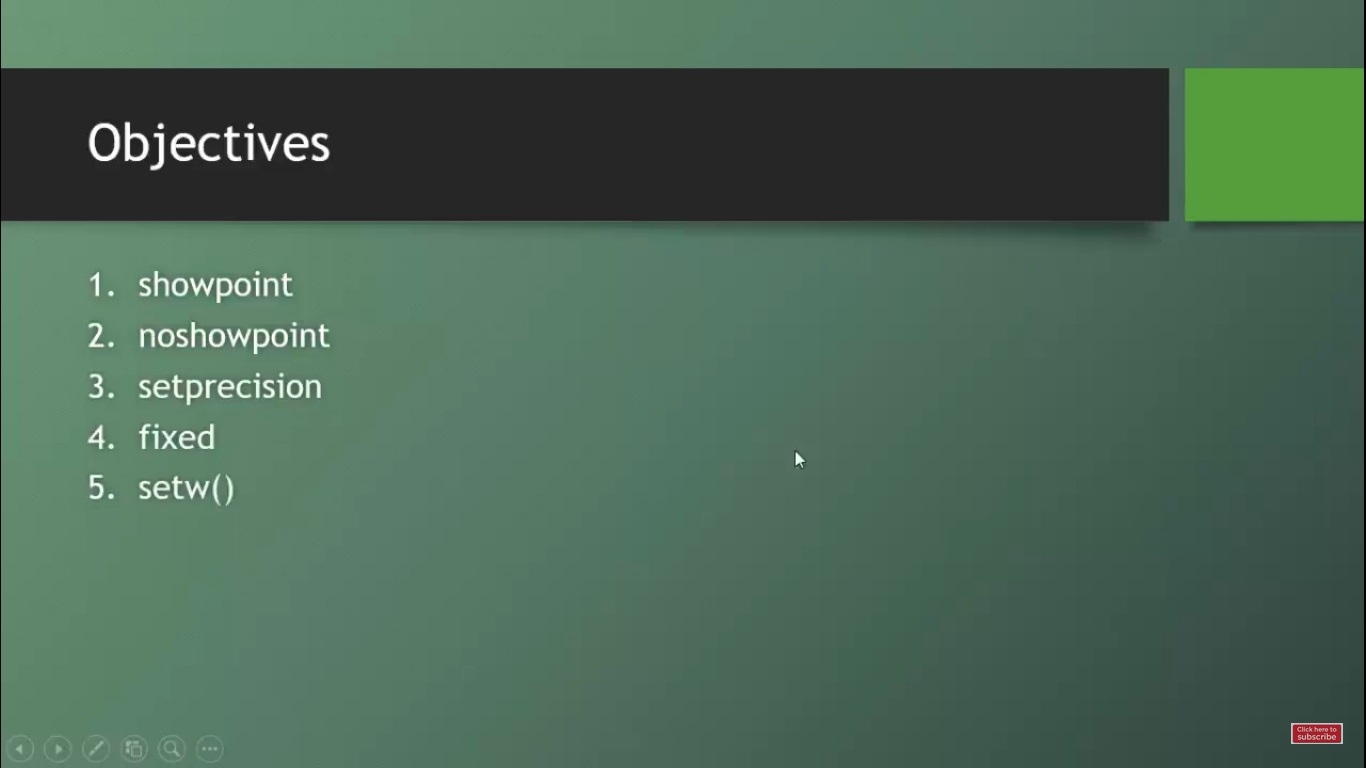 Objectives
1. showpoint
2. noshowpoint
3. setprecision
4. fixed
5. setw()
Click here to
subscribe